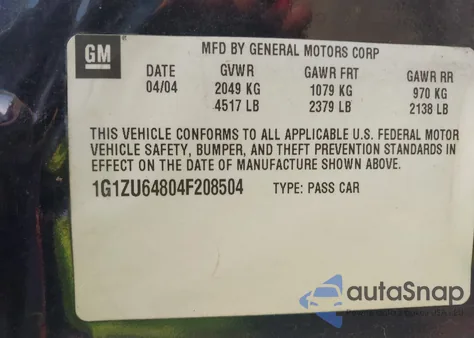 GM
MFD BY GENERAL MOTORS CORP
DATE GVWR GAWR FRT GAWR RR
04/04 2049 KG 1079 KG 970 KG
4517 LB 2379 LB 2138 LB
THIS VEHICLE CONFORMS TO ALL APPLICABLE U.S. FEDERAL MOTOR
VEHICLE SAFETY, BUMPER, AND THEFT PREVENTION STANDARDS IN
EFFECT ON THE DATE OF MANUFACTURE SHOWN ABOVE.
1G1ZU64804F208504 TYPE: PASS CAR
autoSnap